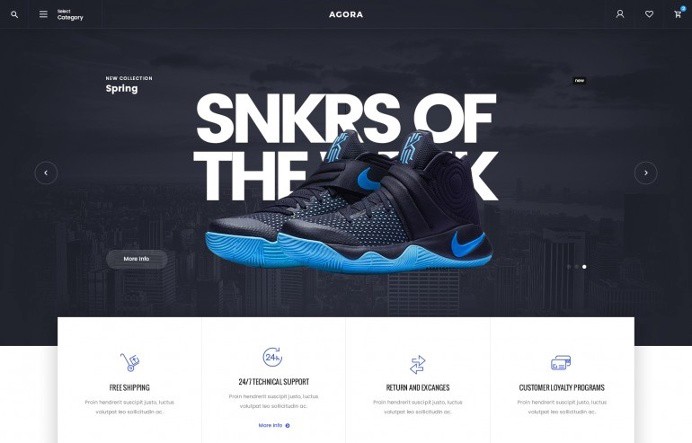 Select
Category
AGORA
NEW COLLECTION
Spring
new
SNKRS OF
THE
More Info
FREE SHIPPING
Proin hendrerit suscipit justo, luctus
volutpat leo sollicitudin ac.
24h
24/7 TECHNICAL SUPPORT
Proin hendrerit suscipit justo, luctus
volutpat leo sollicitudin ac.
More Info
RETURN AND EXCANGES
Proin hendrerit suscipit justo, luctus
volutpat leo sollicitudin ac.
CUSTOMER LOYALTY PROGRAMS
Proin hendrerit suscipit justo, luctus
volutpat leo sollicitudin ac.